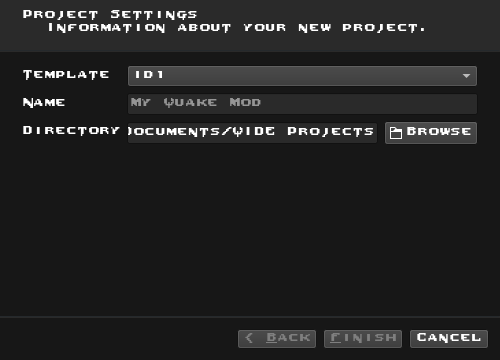 Project Settings
Information about your new project.
Template ID1
Name My Quake Mod
Directory Documents/QIDE Projects Browse
< Back Finish Cancel